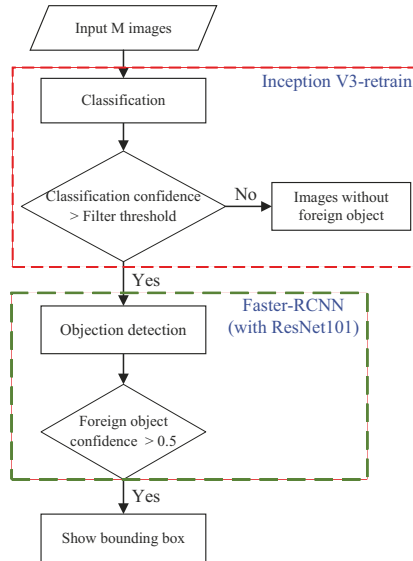 Input M images
Inception V3-retrain
Classification
Classification confidence
> Filter threshold
No
Images without
foreign object
Yes
Faster-RCNN
(with ResNet101)
Objection detection
Foreign object
confidence > 0.5
Yes
Show bounding box